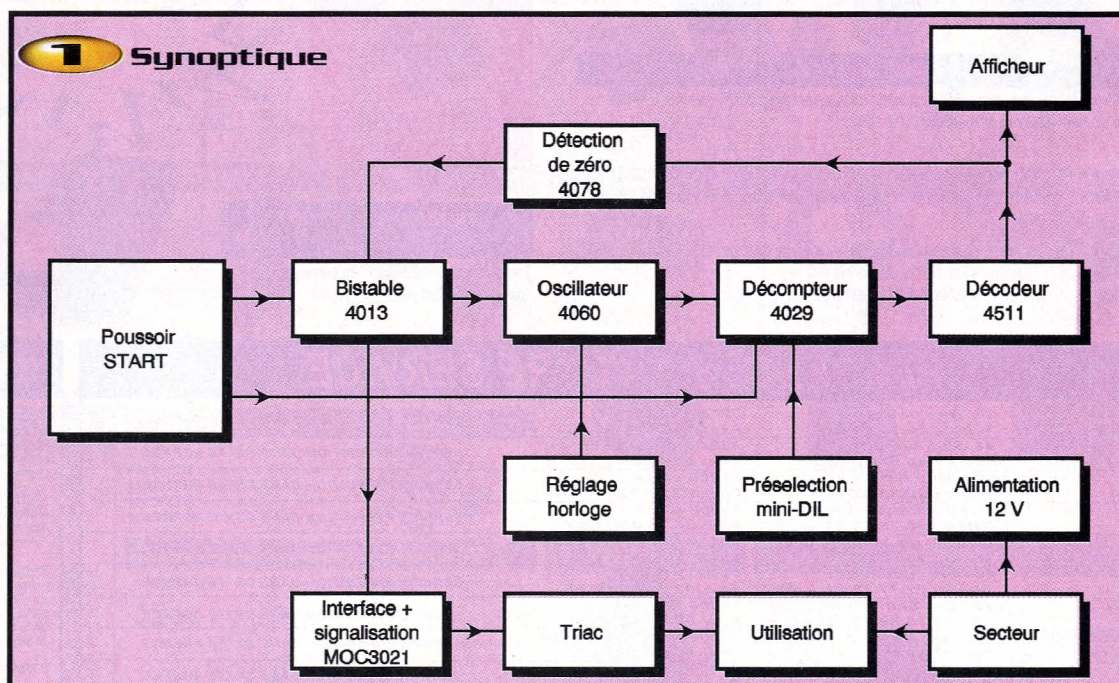 1 Synoptique
Afficheur
Détection
de zéro
4078
Poussoir
START
Bistable
4013
Oscillateur
4060
Décompteur
4029
Décodeur
4511
Réglage
horloge
Préselection
mini-DIL
Alimentation
12 V
Interface +
signalisation
MOC3021
Triac
Utilisation
Secteur